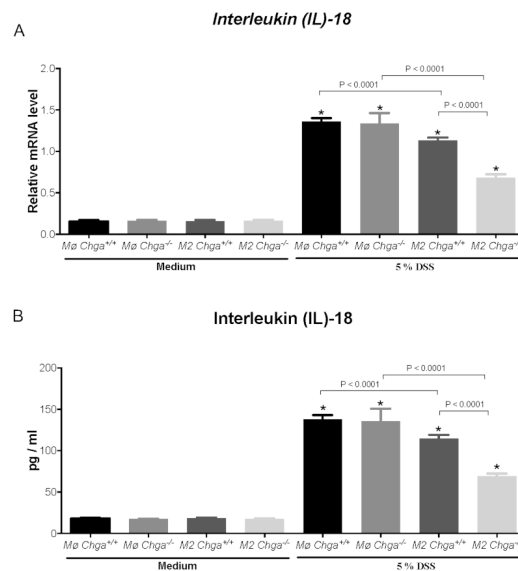 A
Interleukin (IL)-18
Relative mRNA level
2.0
1.5
1.0
0.5
0.0
P < 0.0001
P < 0.0001
P < 0.0001
*
*
*
*
Mø Chga+/+
Mø Chga-/-
M2 Chga+/+
M2 Chga-/-
Mø Chga+/+
Mø Chga-/-
M2 Chga+/+
M2 Chga-/-
Medium
5 % DSS
B
Interleukin (IL)-18
pg / ml
200
150
100
50
0
P < 0.0001
P < 0.0001
P < 0.0001
*
*
*
*
Mø Chga+/+
Mø Chga-/-
M2 Chga+/+
M2 Chga-/-
Mø Chga+/+
Mø Chga-/-
M2 Chga+/+
M2 Chga-/-
Medium
5 % DSS